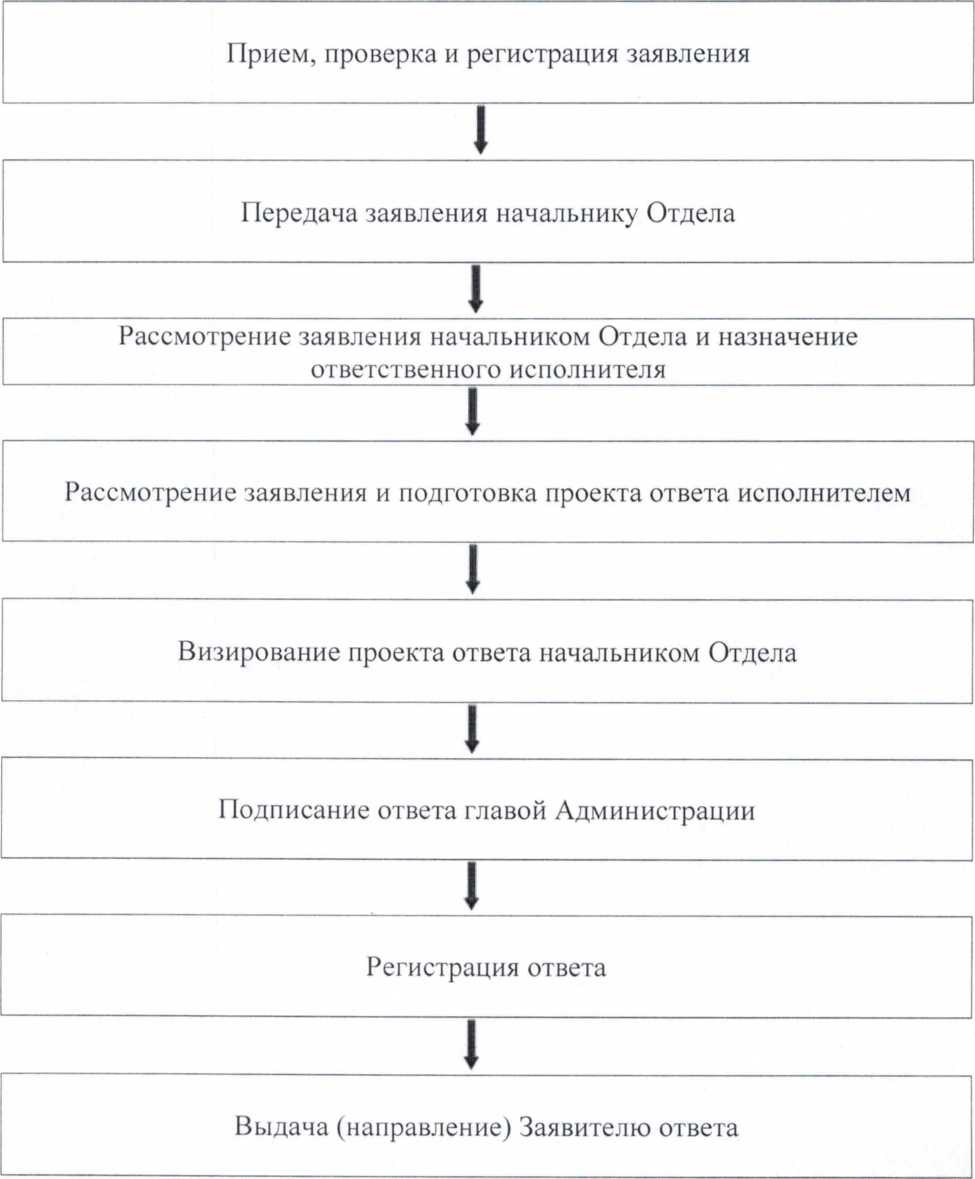 Прием, проверка и регистрация заявления
Передача заявления начальнику Отдела
Рассмотрение заявления начальником Отдела и назначение
ответственного исполнителя
Рассмотрение заявления и подготовка проекта ответа исполнителем
Визирование проекта ответа начальником Отдела
Подписание ответа главой Администрации
Регистрация ответа
Выдача (направление) Заявителю ответа